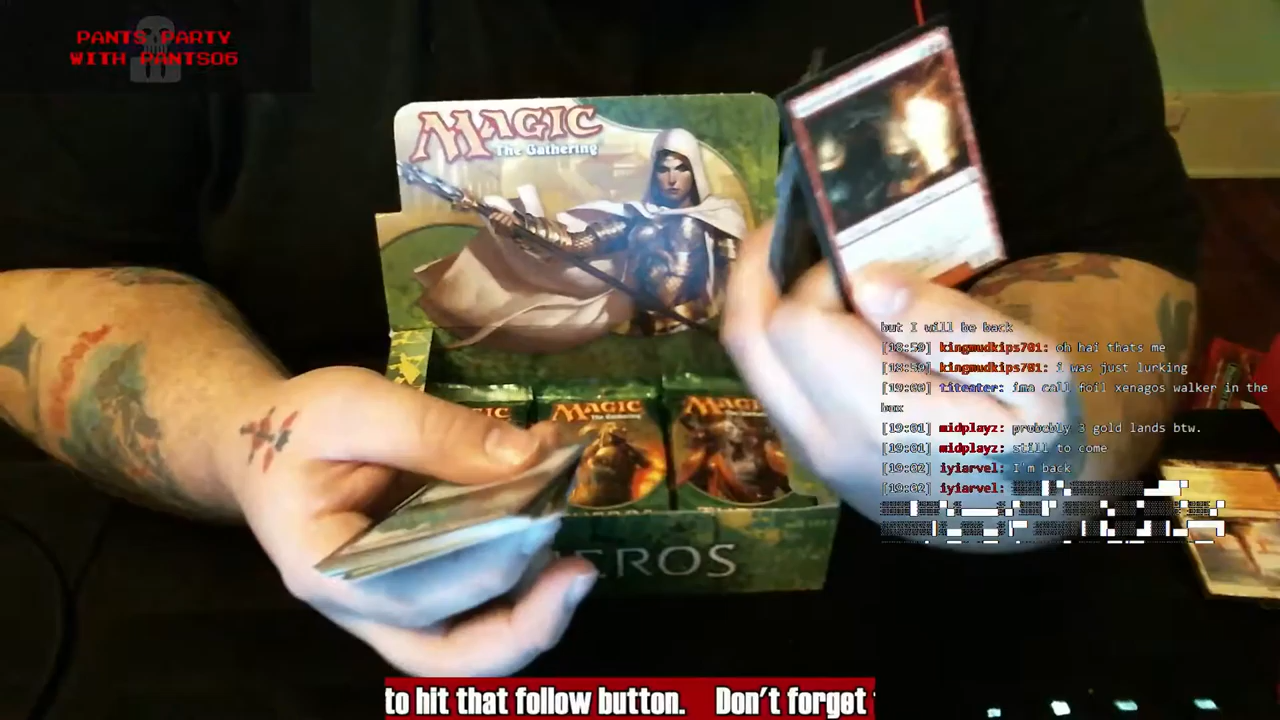 PANTS PARTY
WITH PANTS06
MAGIC
The Gathering
MAGIC
MAGIC
EROS
but I will be back
[18:59] kingmudkips701: oh hai thats me
[18:59] kingmudkips701: i was just lurking
[19:00] titeater: ima call foil xenagos walker in the
box
[19:01] midplayz: probobly 3 gold lands btw.
[19:01] midplayz: still to come
[19:02] iyiarvel: I'm back
[19:02] iyiarvel:
to hit that follow button. Don't forget